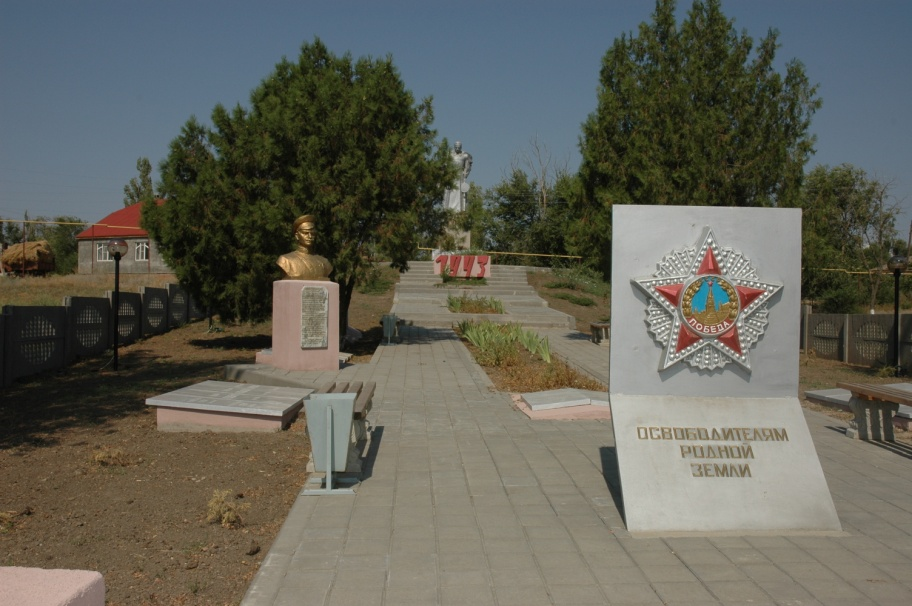 1943
ПОБЕДА
ОСВОБОДИТЕЛЯМ
РОДНОЙ
ЗЕМЛИ